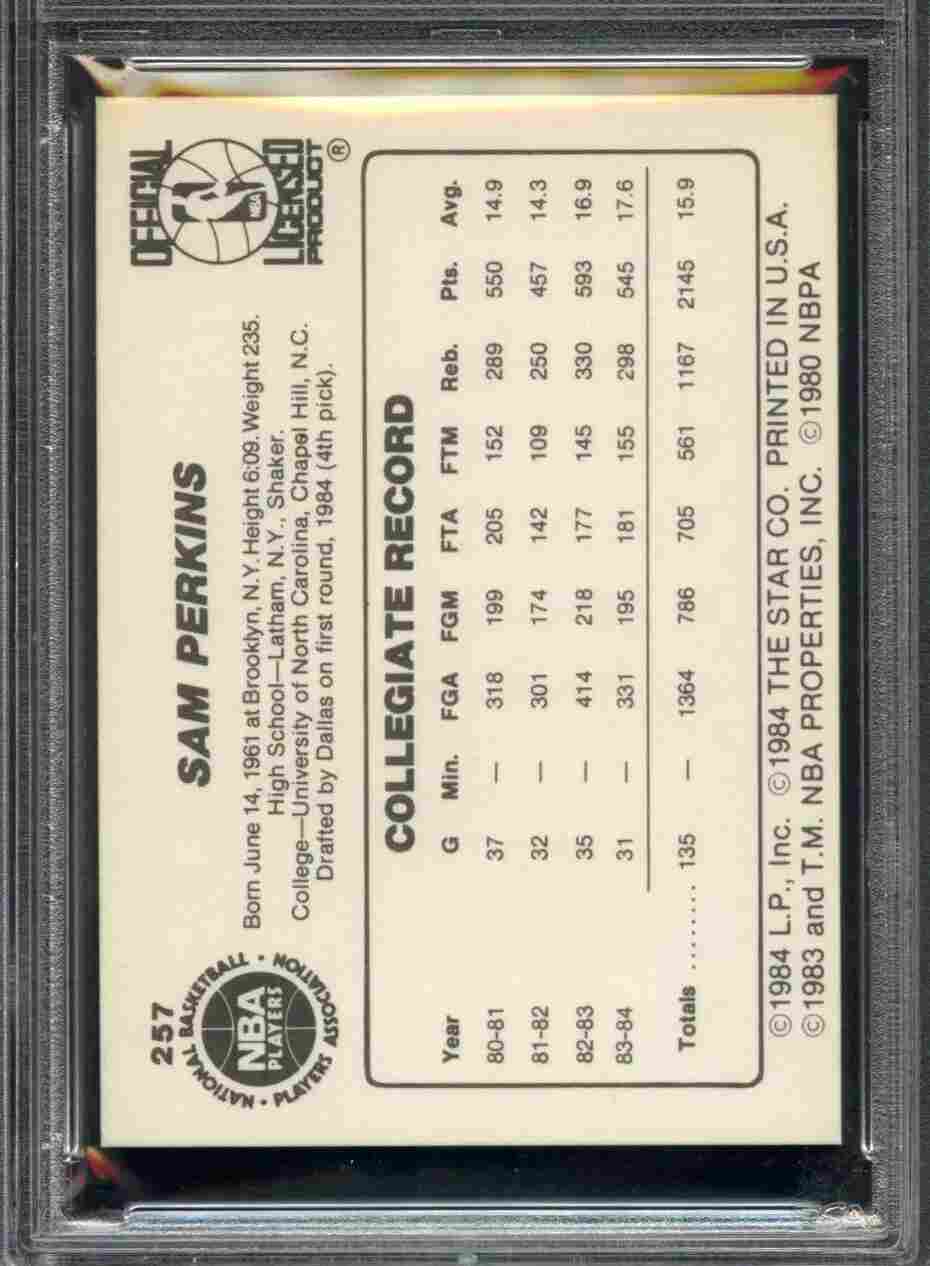 257
NATIONAL BASKETBALL
NBA
PLAYERS
PLAYERS ASSOCIATION
SAM PERKINS
Born June 14, 1961 at Brooklyn, N.Y. Height 6:09. Weight 235.
High School—Latham, N.Y., Shaker.
College—University of North Carolina, Chapel Hill, N.C.
Drafted by Dallas on first round, 1984 (4th pick).
OFFICIAL
NBA
LICENSED
PRODUCT ®
COLLEGIATE RECORD
Year G Min. FGA FGM FTA FTM Reb. Pts. Avg.
80-81 37 — 318 199 205 152 289 550 14.9
81-82 32 — 301 174 142 109 250 457 14.3
82-83 35 — 414 218 177 145 330 593 16.9
83-84 31 — 331 195 181 155 298 545 17.6
Totals ........ 135 — 1364 786 705 561 1167 2145 15.9
©1984 L.P., Inc. ©1984 THE STAR CO. PRINTED IN U.S.A.
©1983 and T.M. NBA PROPERTIES, INC. ©1980 NBPA